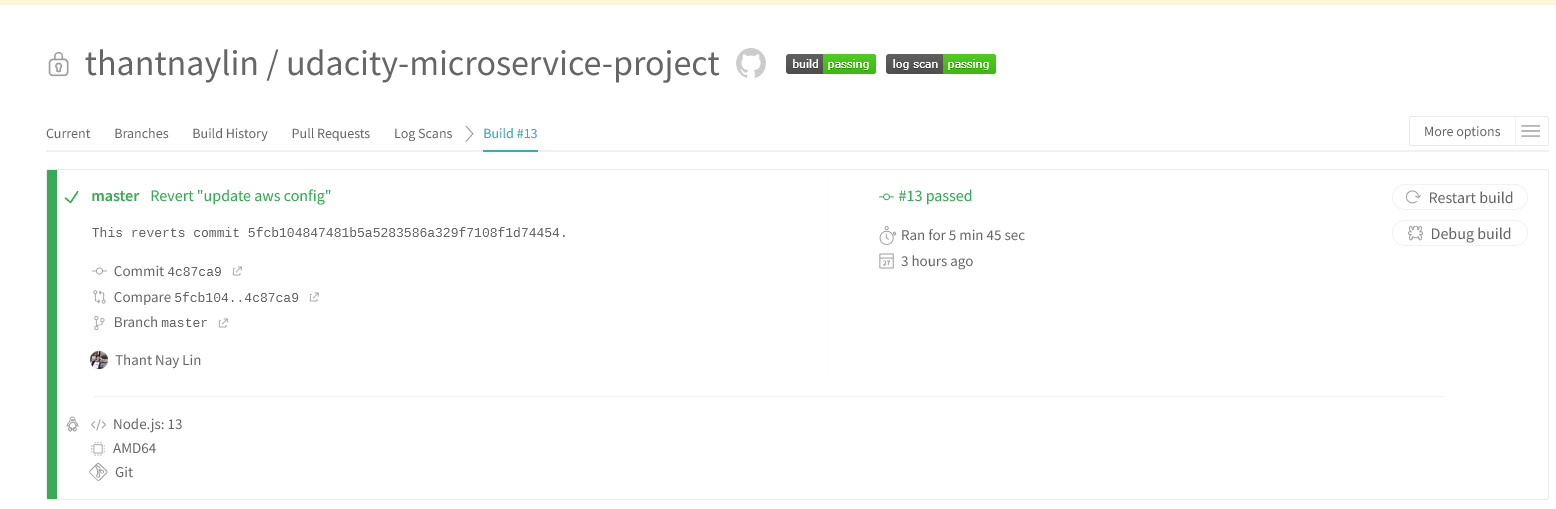 thantnaylin / udacity-microservice-project build passing log scan passing
Current Branches Build History Pull Requests Log Scans Build #13 More options
master Revert "update aws config" #13 passed Restart build
This reverts commit 5fcb104847481b5a5283586a329f7108f1d74454. Ran for 5 min 45 sec Debug build
3 hours ago
Commit 4c87ca9
Compare 5fcb104..4c87ca9
Branch master
Thant Nay Lin
Node.js: 13
AMD64
Git